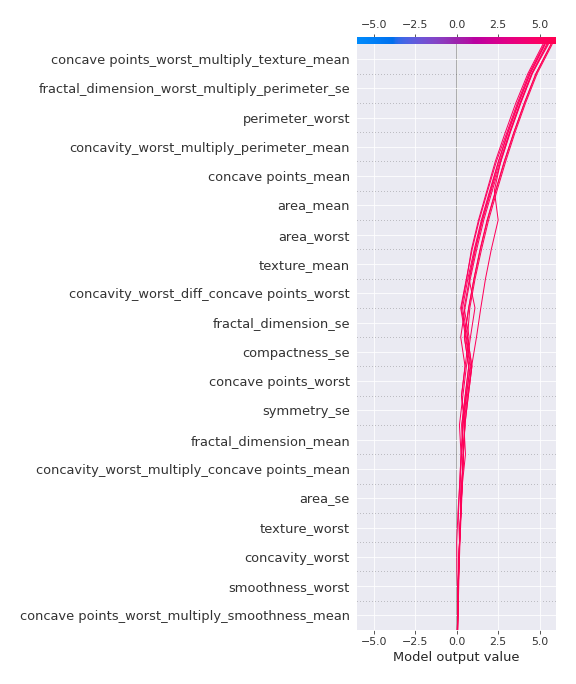 −5.0 −2.5 0.0 2.5 5.0
concave points_worst_multiply_texture_mean
fractal_dimension_worst_multiply_perimeter_se
perimeter_worst
concavity_worst_multiply_perimeter_mean
concave points_mean
area_mean
area_worst
texture_mean
concavity_worst_diff_concave points_worst
fractal_dimension_se
compactness_se
concave points_worst
symmetry_se
fractal_dimension_mean
concavity_worst_multiply_concave points_mean
area_se
texture_worst
concavity_worst
smoothness_worst
concave points_worst_multiply_smoothness_mean
−5.0 −2.5 0.0 2.5 5.0
Model output value